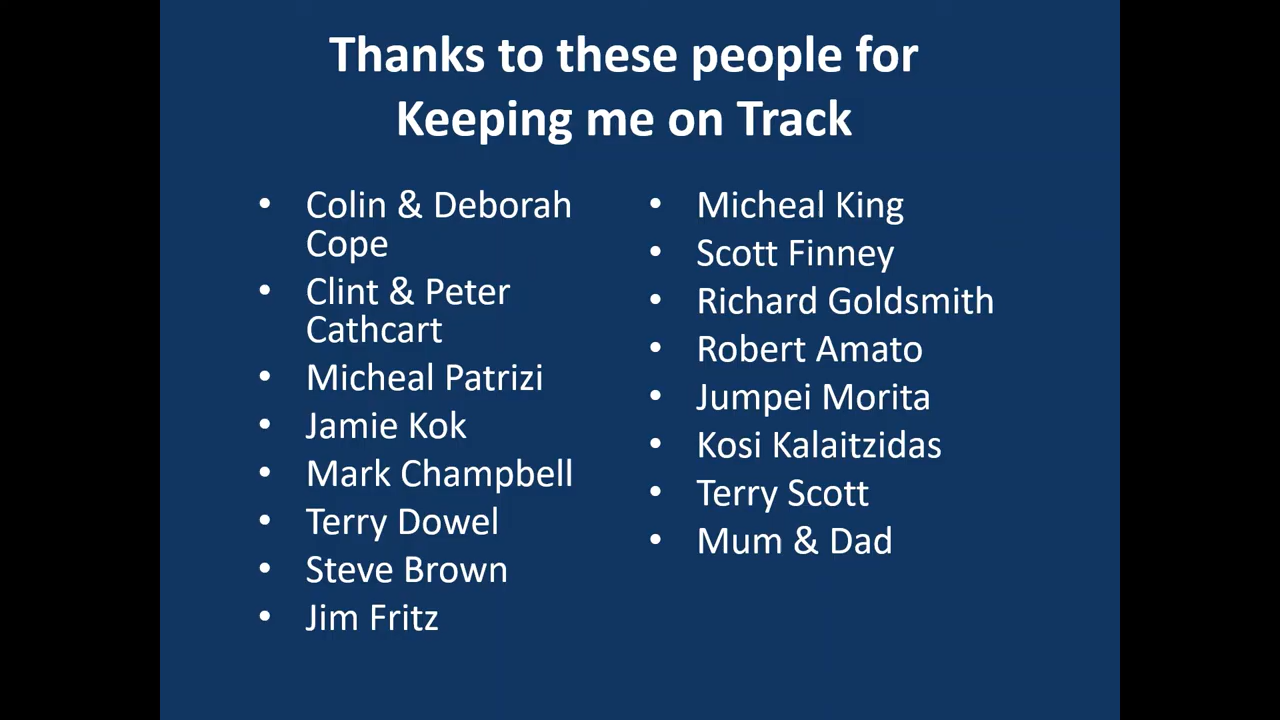 Thanks to these people for
Keeping me on Track
• Colin & Deborah
Cope
• Clint & Peter
Cathcart
• Micheal Patrizi
• Jamie Kok
• Mark Champbell
• Terry Dowel
• Steve Brown
• Jim Fritz
• Micheal King
• Scott Finney
• Richard Goldsmith
• Robert Amato
• Jumpei Morita
• Kosi Kalaitzidas
• Terry Scott
• Mum & Dad